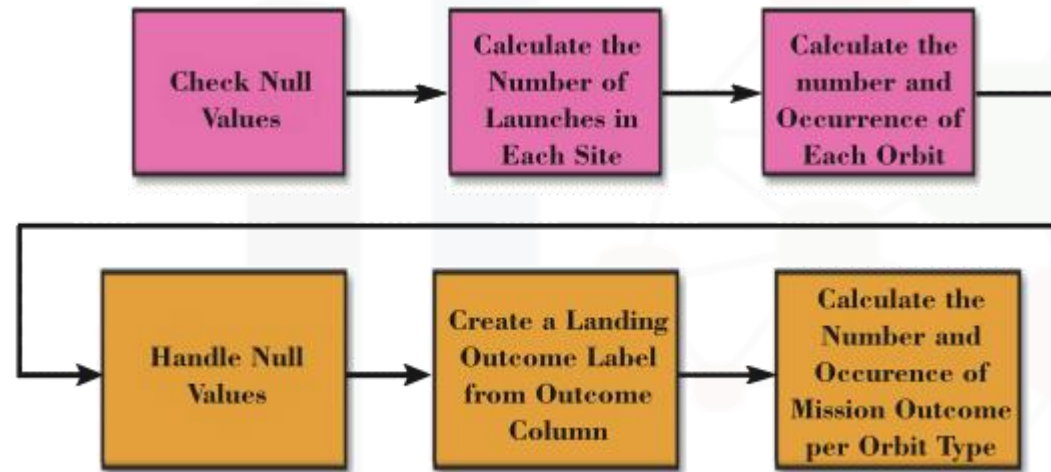 Check Null
Values
Calculate the
Number of
Launches in
Each Site
Calculate the
number and
Occurrence of
Each Orbit
Handle Null
Values
Create a Landing
Outcome Label
from Outcome
Column
Calculate the
Number and
Occurence of
Mission Outcome
per Orbit Type